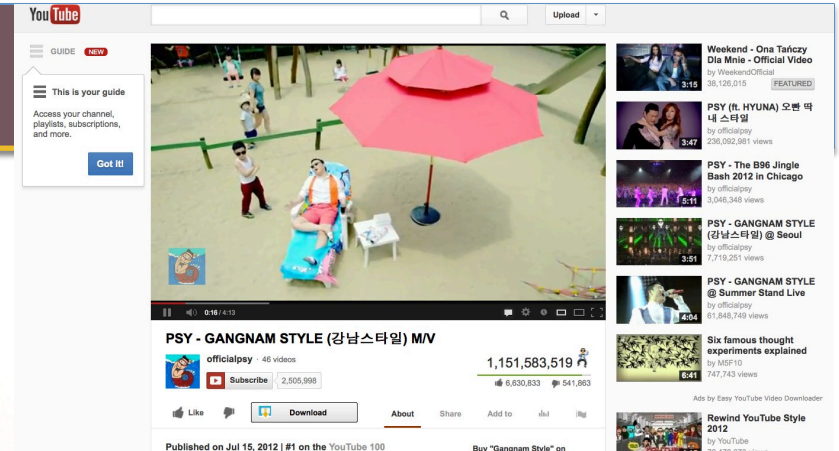 YouTube
Upload
GUIDE NEW
This is your guide
Access your channel,
playlists, subscriptions,
and more.
Got it!
0:16 / 4:13
PSY - GANGNAM STYLE (강남스타일) M/V
officialpsy · 46 videos
Subscribe 2,505,998
1,151,583,519
6,630,833 541,863
Like Download About Share Add to
Published on Jul 15, 2012 | #1 on the YouTube 100
Buy "Gangnam Style" on
3:15
Weekend - Ona Tańczy
Dla Mnie - Official Video
by WeekendOfficial
38,126,015 FEATURED
3:47
PSY (ft. HYUNA) 오빤 딱
내 스타일
by officialpsy
236,092,981 views
5:11
PSY - The B96 Jingle
Bash 2012 in Chicago
by officialpsy
3,046,348 views
3:51
PSY - GANGNAM STYLE
(강남스타일) @ Seoul
by officialpsy
7,719,251 views
4:04
PSY - GANGNAM STYLE
@ Summer Stand Live
by officialpsy
61,848,749 views
6:41
Six famous thought
experiments explained
by M5F10
747,743 views
Ads by Easy YouTube Video Downloader
Rewind YouTube Style
2012
by YouTube